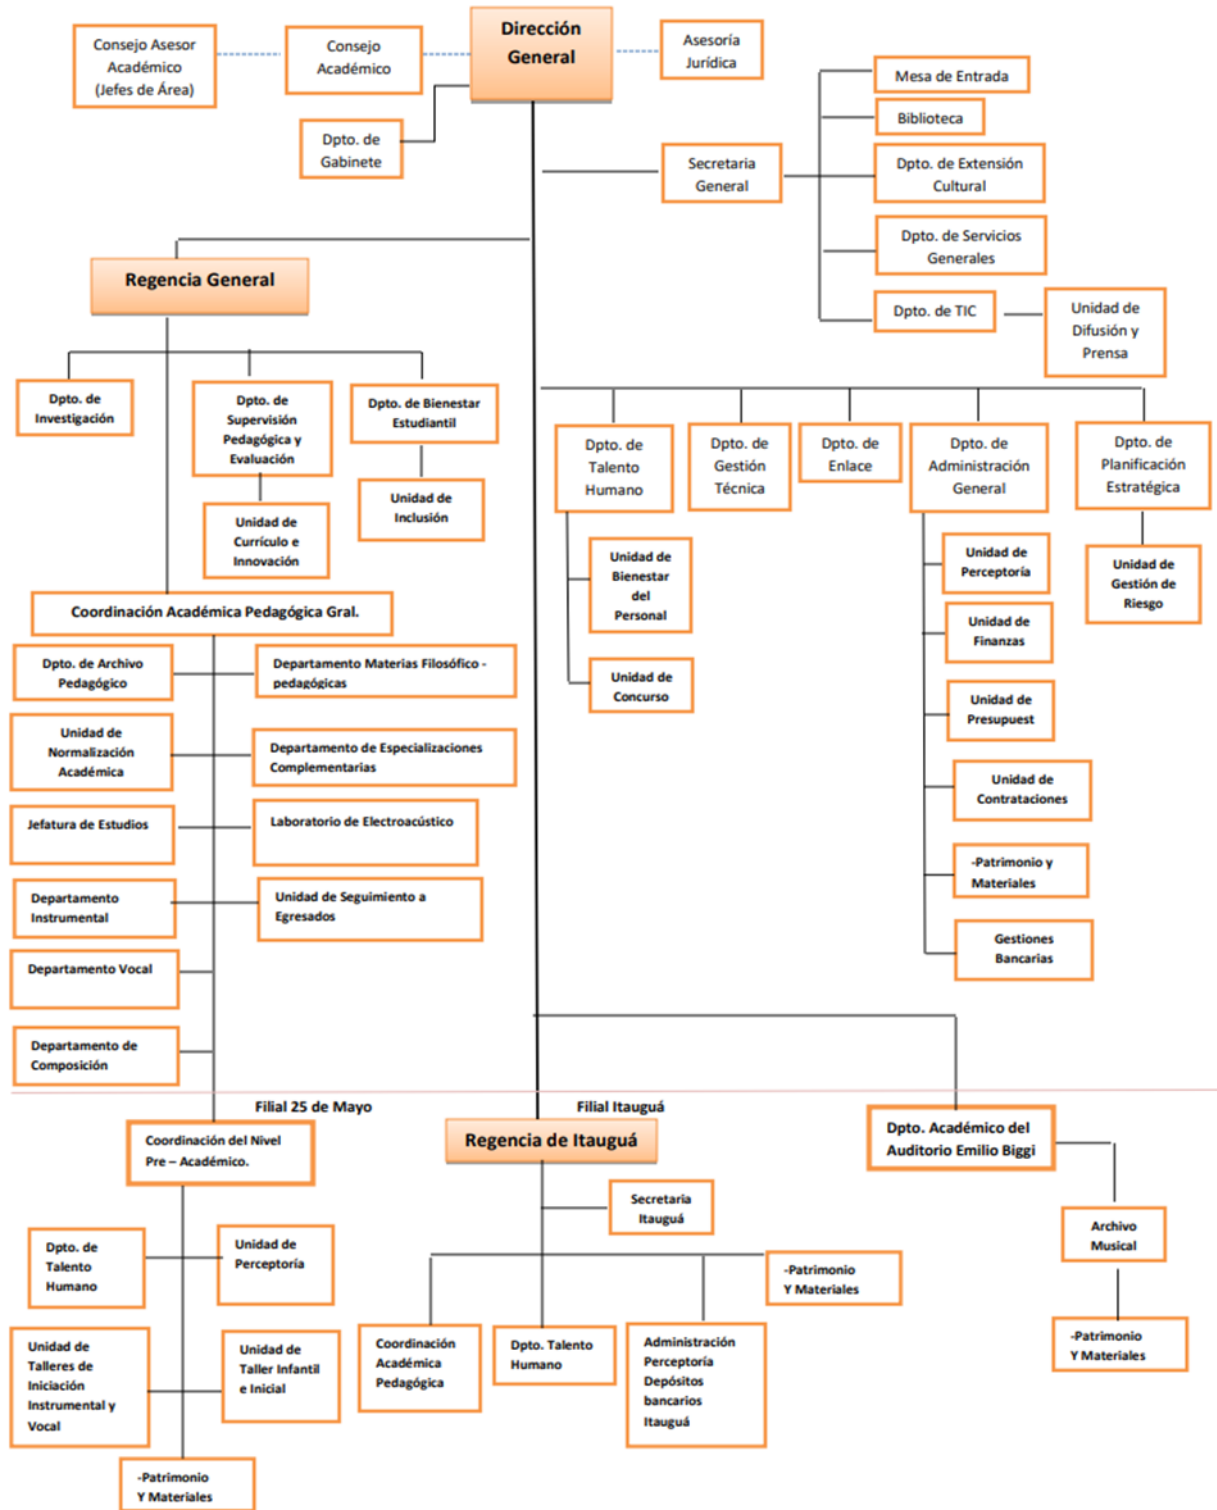 Dirección
General
Consejo Asesor
Académico
(Jefes de Área)
Consejo
Académico
Asesoría
Jurídica
Dpto. de
Gabinete
Secretaria
General
Mesa de Entrada
Biblioteca
Dpto. de Extensión
Cultural
Dpto. de Servicios
Generales
Dpto. de TIC
Unidad de
Difusión y
Prensa
Regencia General
Dpto. de
Investigación
Dpto. de
Supervisión
Pedagógica y
Evaluación
Dpto. de Bienestar
Estudiantil
Unidad de
Currículo e
Innovación
Unidad de
Inclusión
Dpto. de
Talento
Humano
Dpto. de
Gestión
Técnica
Dpto. de
Enlace
Dpto. de
Administración
General
Dpto. de
Planificación
Estratégica
Unidad de
Bienestar
del
Personal
Unidad de
Concurso
Unidad de
Perceptoría
Unidad de
Finanzas
Unidad de
Presupuest
Unidad de
Contrataciones
-Patrimonio y
Materiales
Gestiones
Bancarias
Unidad de
Gestión de
Riesgo
Coordinación Académica Pedagógica Gral.
Dpto. de Archivo
Pedagógico
Departamento Materias Filosófico -
pedagógicas
Unidad de
Normalización
Académica
Departamento de Especializaciones
Complementarias
Jefatura de Estudios
Laboratorio de Electroacústico
Departamento
Instrumental
Unidad de Seguimiento a
Egresados
Departamento Vocal
Departamento de
Composición
Filial 25 de Mayo
Filial Itauguá
Coordinación del Nivel
Pre – Académico.
Regencia de Itauguá
Dpto. Académico del
Auditorio Emilio Biggi
Dpto. de
Talento
Humano
Unidad de
Perceptoría
Unidad de
Talleres de
Iniciación
Instrumental y
Vocal
Unidad de
Taller Infantil
e Inicial
-Patrimonio
Y Materiales
Secretaria
Itauguá
-Patrimonio
Y Materiales
Coordinación
Académica
Pedagógica
Dpto. Talento
Humano
Administración
Perceptoría
Depósitos
bancarios
Itauguá
Archivo
Musical
-Patrimonio
Y Materiales